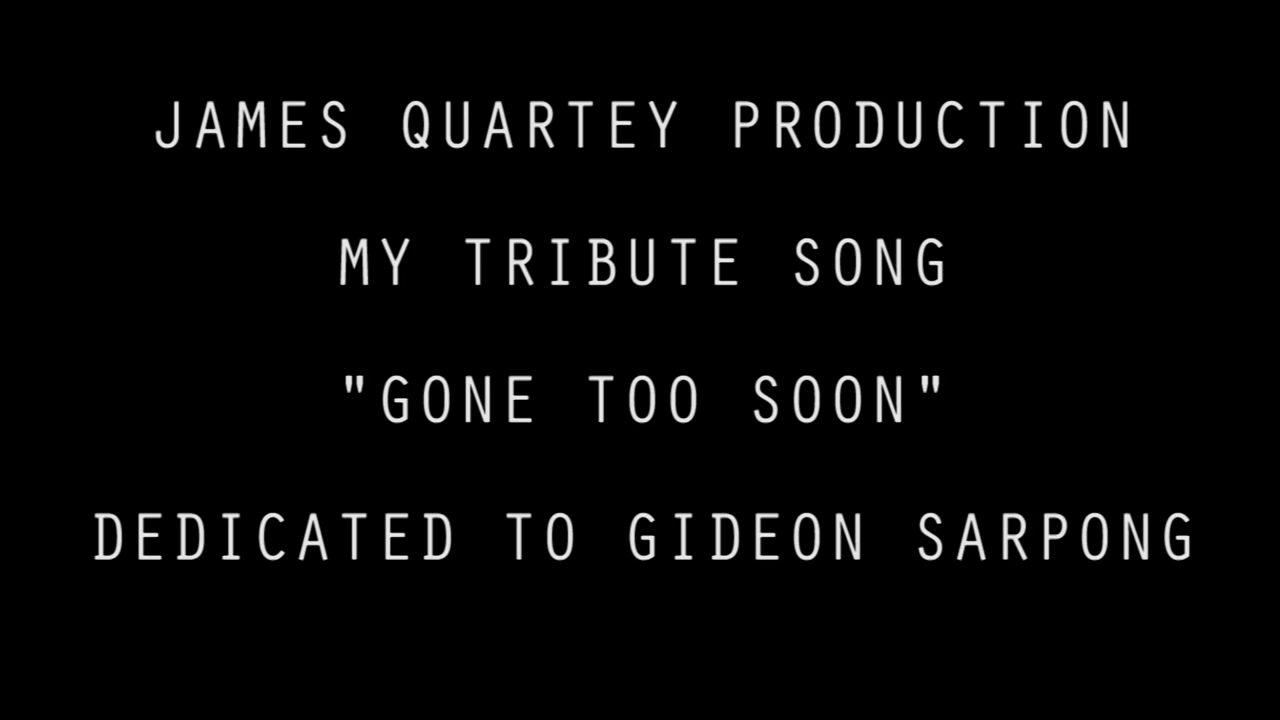 JAMES QUARTEY PRODUCTION
MY TRIBUTE SONG
"GONE TOO SOON"
DEDICATED TO GIDEON SARPONG